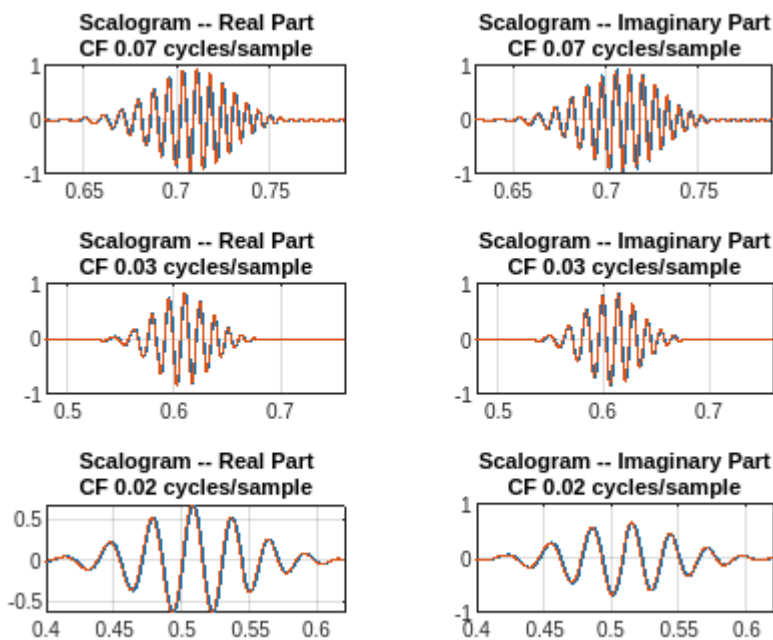 Scalogram -- Real Part
CF 0.07 cycles/sample
1
0
-1
0.65 0.7 0.75
Scalogram -- Imaginary Part
CF 0.07 cycles/sample
1
0
-1
0.65 0.7 0.75
Scalogram -- Real Part
CF 0.03 cycles/sample
1
0
-1
0.5 0.6 0.7
Scalogram -- Imaginary Part
CF 0.03 cycles/sample
1
0
-1
0.5 0.6 0.7
Scalogram -- Real Part
CF 0.02 cycles/sample
0.5
0
-0.5
0.4 0.45 0.5 0.55 0.6
Scalogram -- Imaginary Part
CF 0.02 cycles/sample
1
0
-1
0.4 0.45 0.5 0.55 0.6